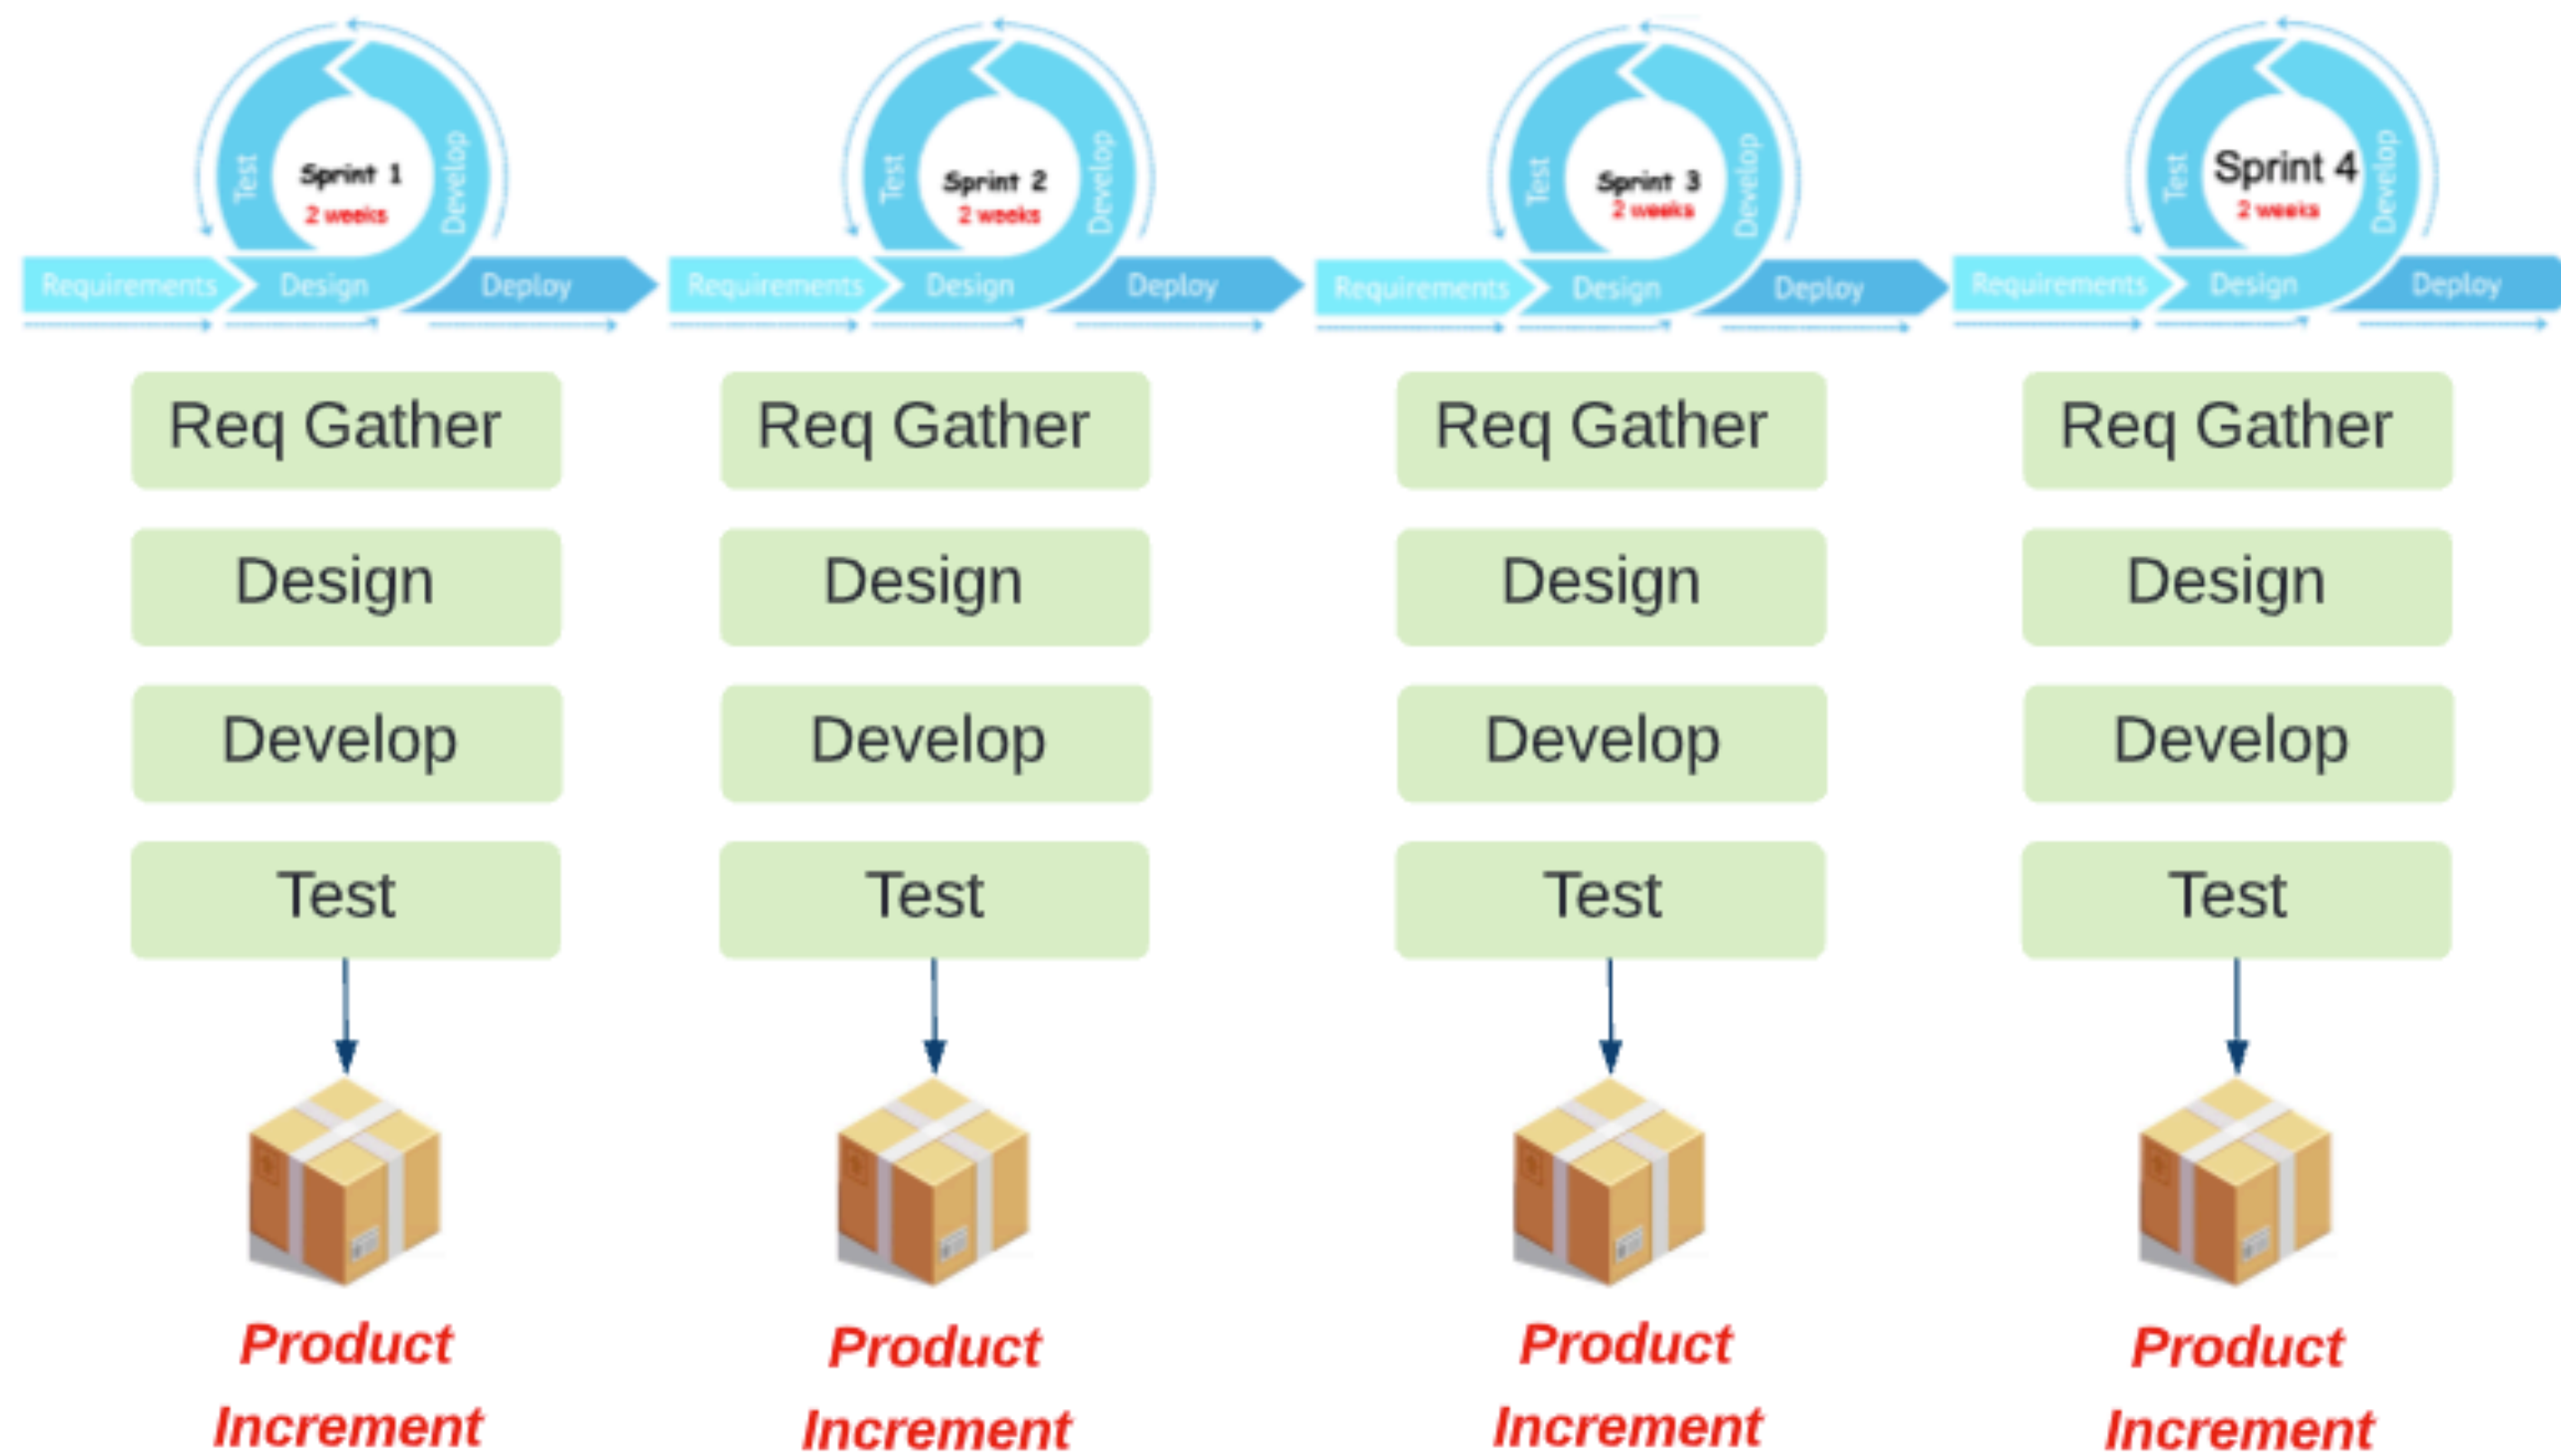 Test
Sprint 1
2 weeks
Develop
Requirements
Design
Deploy
Test
Sprint 2
2 weeks
Develop
Requirements
Design
Deploy
Test
Sprint 3
2 weeks
Develop
Requirements
Design
Deploy
Test
Sprint 4
2 weeks
Develop
Requirements
Design
Deploy
Req Gather
Design
Develop
Test
Product
Increment
Req Gather
Design
Develop
Test
Product
Increment
Req Gather
Design
Develop
Test
Product
Increment
Req Gather
Design
Develop
Test
Product
Increment